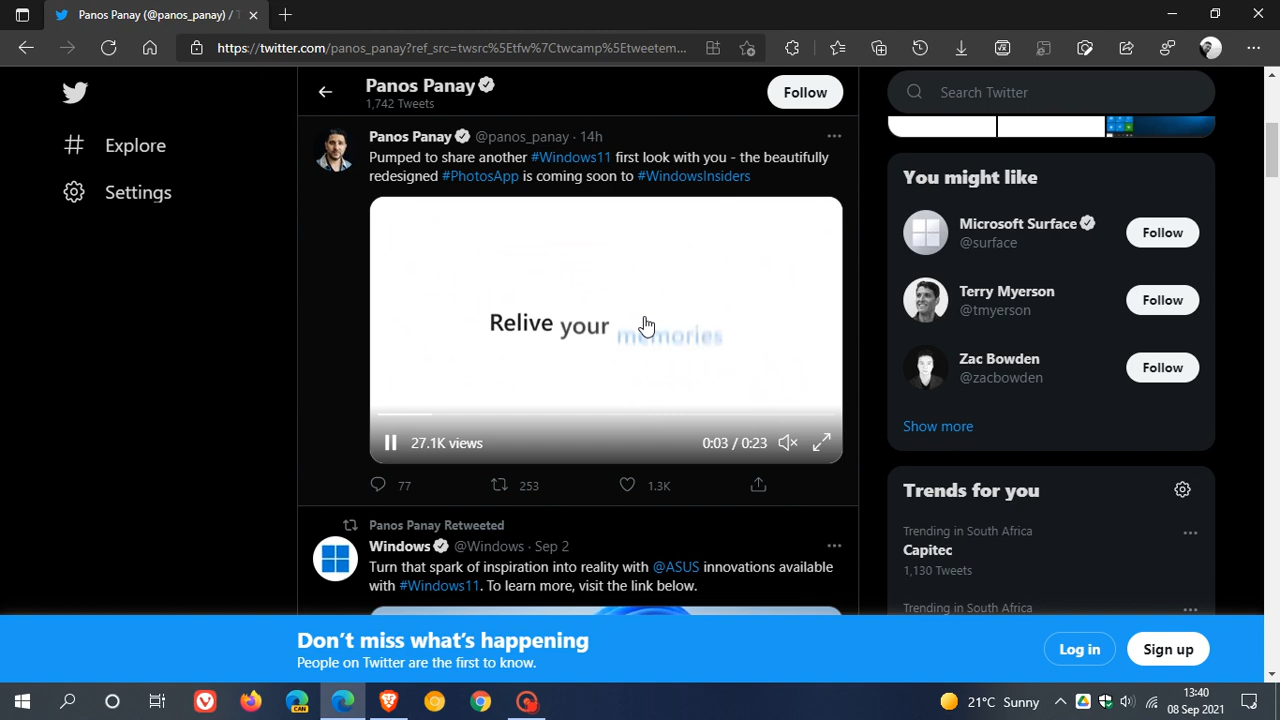 Panos Panay (@panos_panay) / T
https://twitter.com/panos_panay?ref_src=twsrc%5Etfw%7Ctwcamp%5Etweetem...
Explore
Settings
Panos Panay
1,742 Tweets
Follow
Panos Panay @panos_panay · 14h
Pumped to share another #Windows11 first look with you - the beautifully
redesigned #PhotosApp is coming soon to #WindowsInsiders
Relive your memories
27.1K views
0:03 / 0:23
77
253
1.3K
Panos Panay Retweeted
Windows @Windows · Sep 2
Turn that spark of inspiration into reality with @ASUS innovations available
with #Windows11. To learn more, visit the link below.
Search Twitter
You might like
Microsoft Surface
@surface
Follow
Terry Myerson
@tmyerson
Follow
Zac Bowden
@zacbowden
Follow
Show more
Trends for you
Trending in South Africa
Capitec
1,130 Tweets
Trending in South Africa
Don't miss what's happening
People on Twitter are the first to know.
Log in
Sign up
CAN
21°C Sunny
13:40
08 Sep 2021